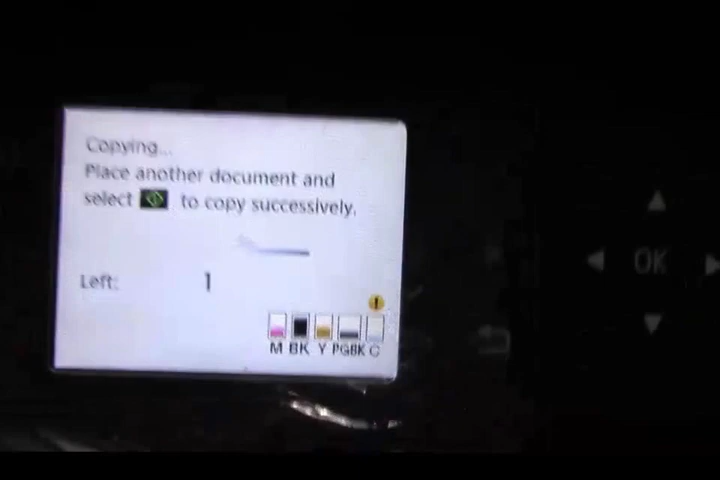 Copying...
Place another document and
select to copy successively.
Left: 1
M BK Y PGBK C
OK